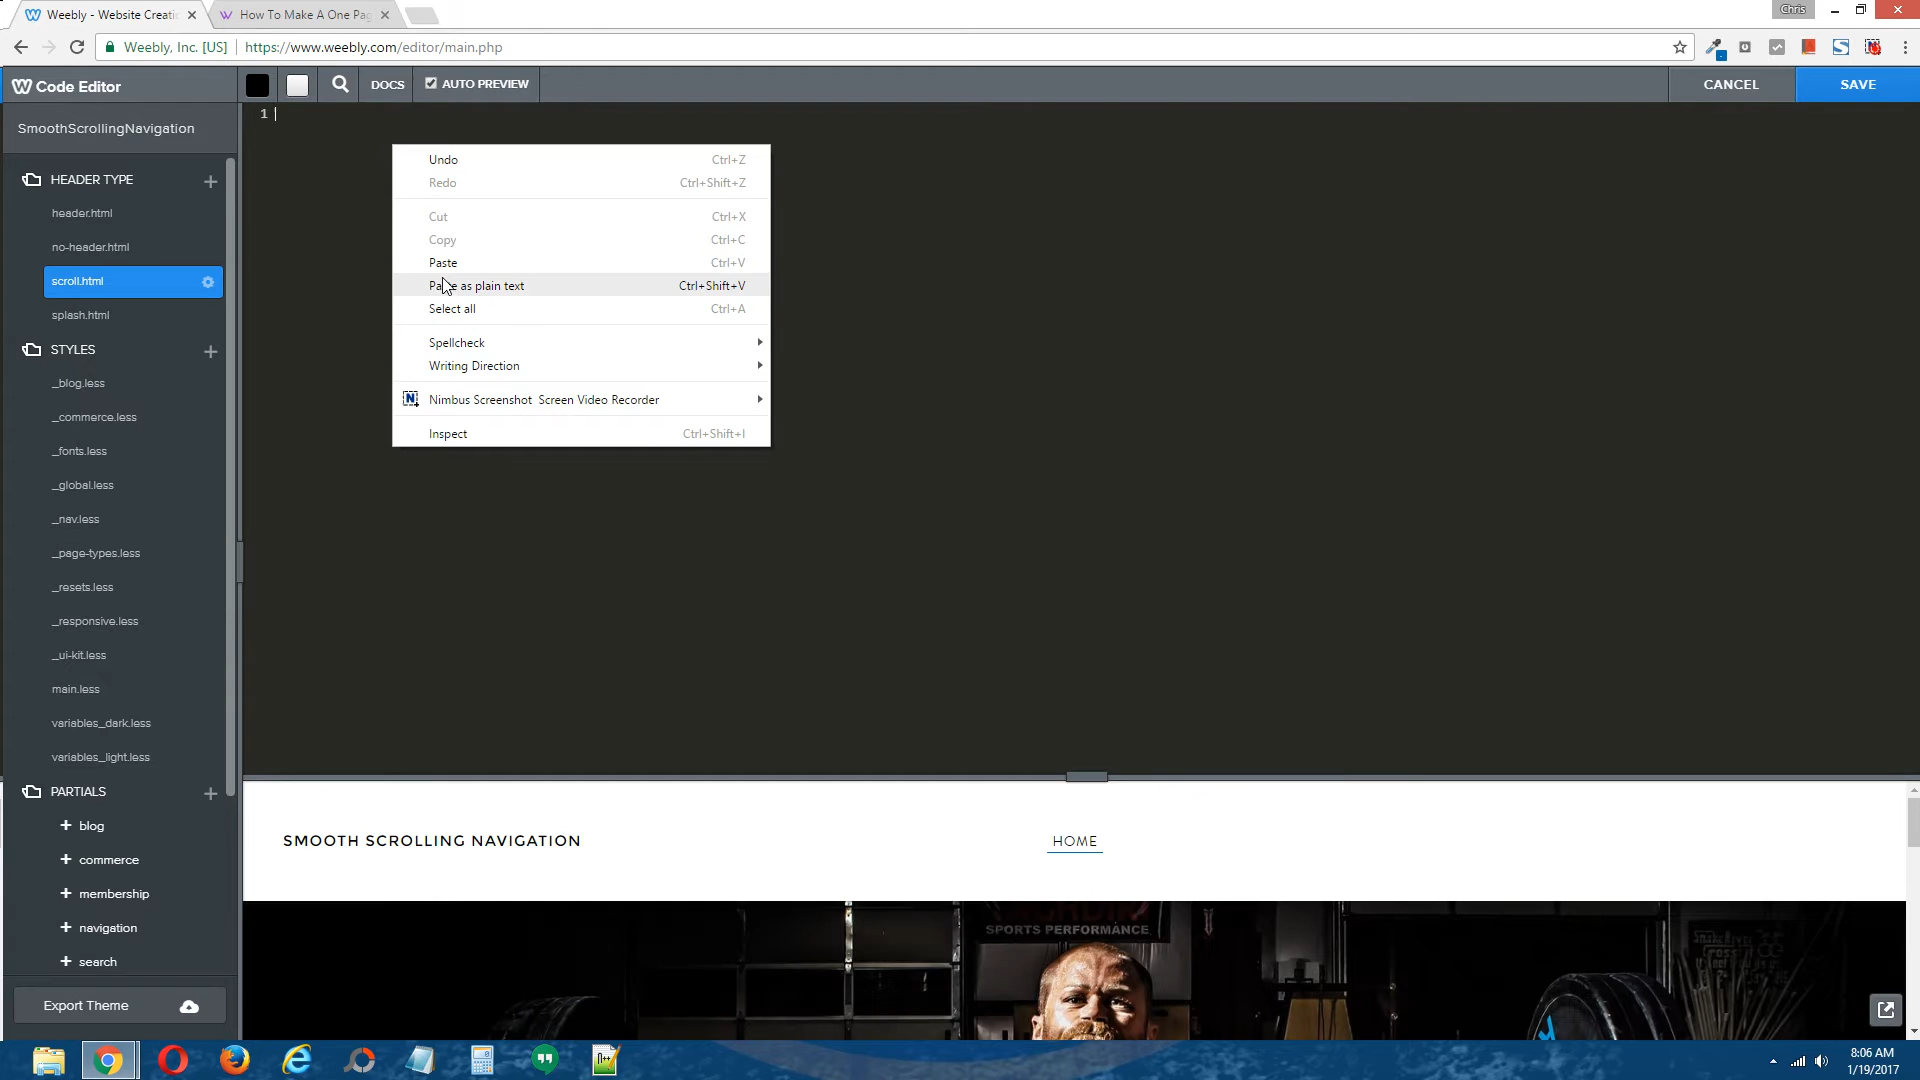 Weebly - Website Creati
How To Make A One Pag
Chris
Weebly, Inc. [US]
https://www.weebly.com/editor/main.php
Code Editor
DOCS
AUTO PREVIEW
CANCEL
SAVE
SmoothScrollingNavigation
1
HEADER TYPE
header.html
no-header.html
scroll.html
splash.html
STYLES
_blog.less
_commerce.less
_fonts.less
_global.less
_nav.less
_page-types.less
_resets.less
_responsive.less
_ui-kit.less
main.less
variables_dark.less
variables_light.less
PARTIALS
blog
commerce
membership
navigation
search
Export Theme
Undo Ctrl+Z
Redo Ctrl+Shift+Z
Cut Ctrl+X
Copy Ctrl+C
Paste Ctrl+V
Paste as plain text Ctrl+Shift+V
Select all Ctrl+A
Spellcheck
Writing Direction
Nimbus Screenshot Screen Video Recorder
Inspect Ctrl+Shift+I
SMOOTH SCROLLING NAVIGATION
HOME
SPORTS PERFORMANCE.
8:06 AM
1/19/2017